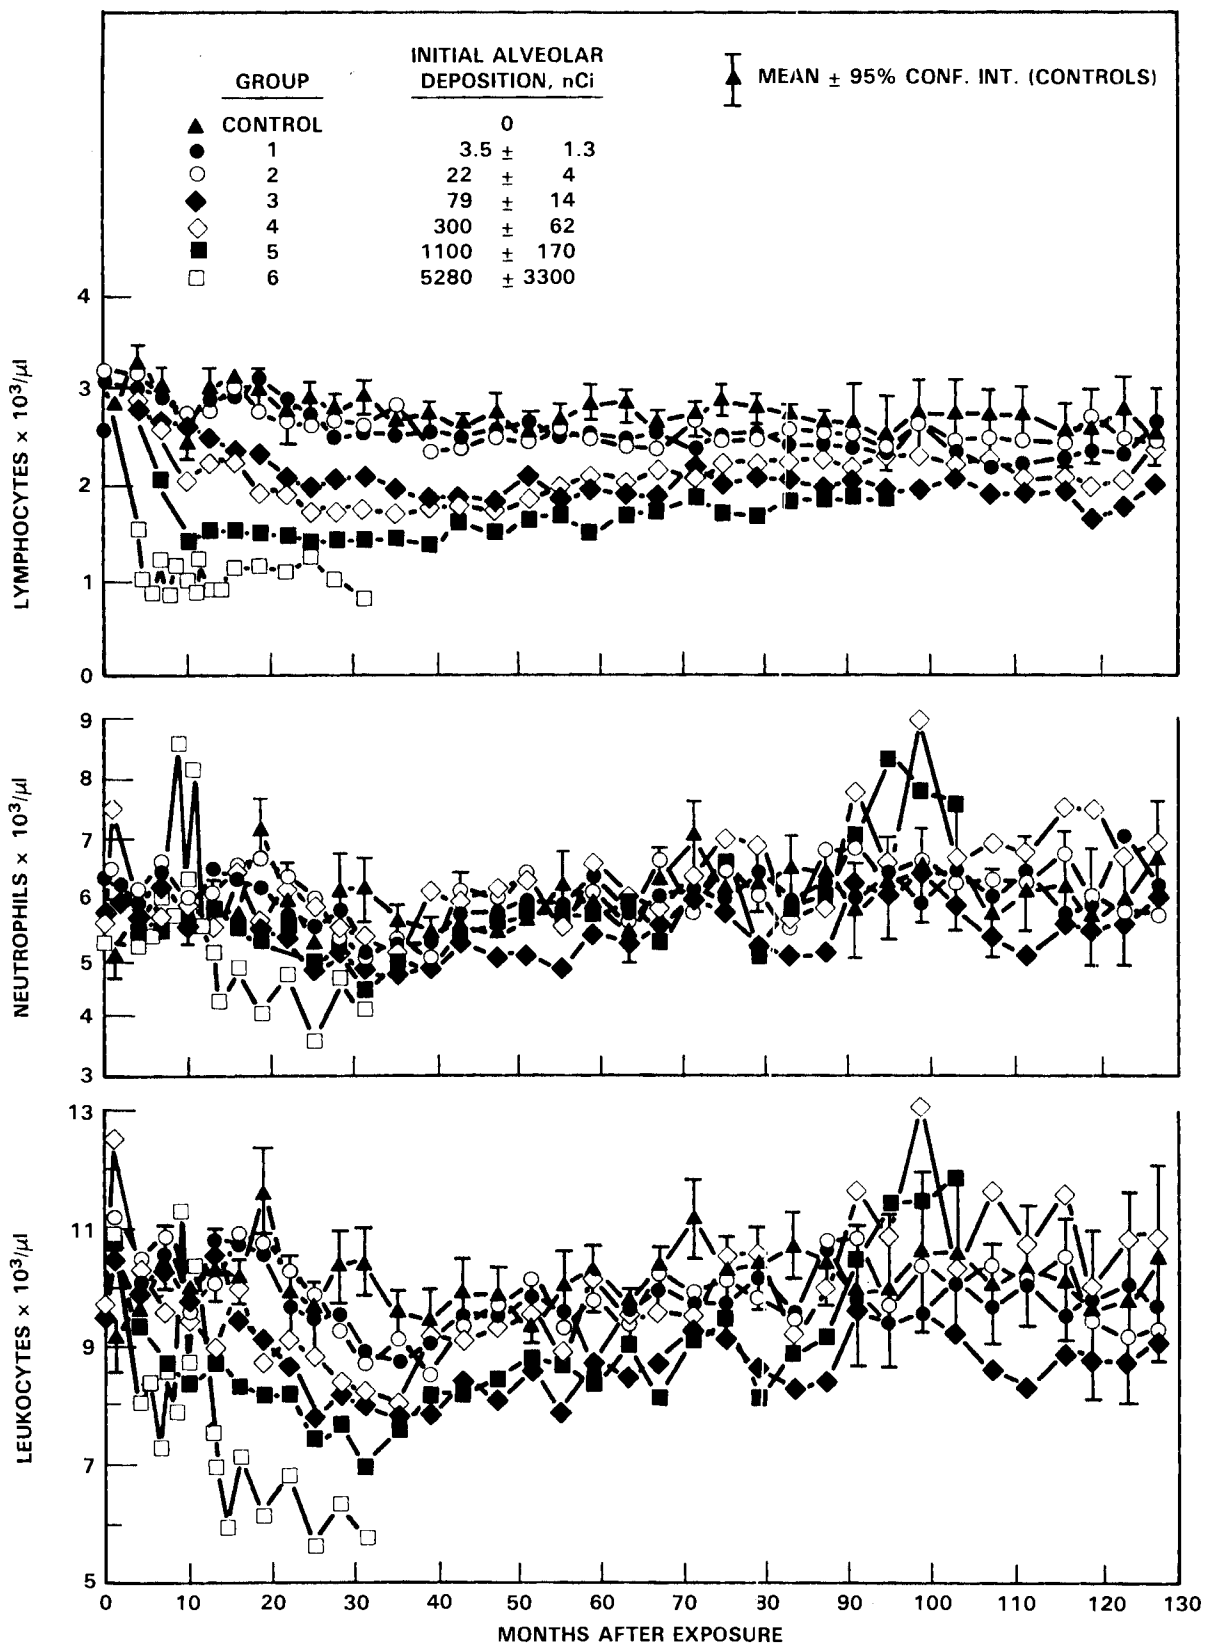 INITIAL ALVEOLAR
GROUP DEPOSITION, nCi
MEAN ± 95% CONF. INT. (CONTROLS)
CONTROL 0
1 3.5 ± 1.3
2 22 ± 4
3 79 ± 14
4 300 ± 62
5 1100 ± 170
6 5280 ± 3300
LYMPHOCYTES × 10³/µl
4
3
2
1
0
NEUTROPHILS × 10³/µl
9
8
7
6
5
4
3
LEUKOCYTES × 10³/µl
13
11
9
7
5
0 10 20 30 40 50 60 70 80 90 100 110 120 130
MONTHS AFTER EXPOSURE